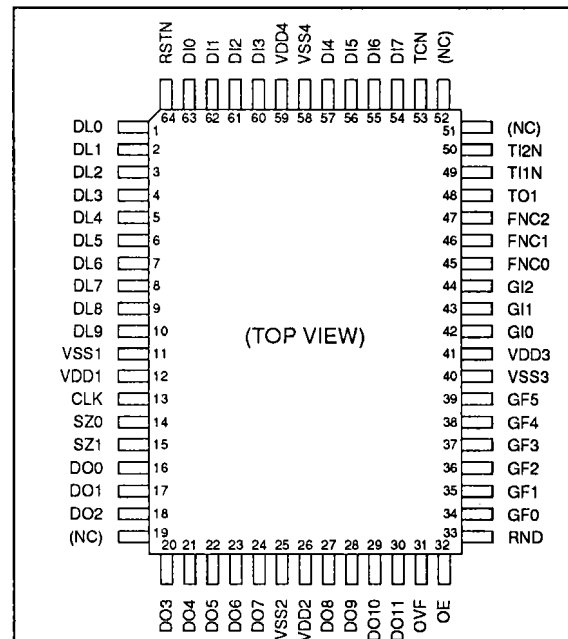 RSTN DI0 DI1 DI2 DI3 VDD4 VSS4 DI4 DI5 DI6 DI7 TCN (NC)
64 63 62 61 60 59 58 57 56 55 54 53 52
DL0 1 51 (NC)
DL1 2 50 TI2N
DL2 3 49 TI1N
DL3 4 48 TO1
DL4 5 47 FNC2
DL5 6 46 FNC1
DL6 7 45 FNC0
DL7 8 44 GI2
DL8 9 43 GI1
DL9 10 42 GI0
(TOP VIEW)
VSS1 11 41 VDD3
VDD1 12 40 VSS3
CLK 13 39 GF5
SZ0 14 38 GF4
SZ1 15 37 GF3
DO0 16 36 GF2
DO1 17 35 GF1
DO2 18 34 GF0
(NC) 19 33 RND
20 21 22 23 24 25 26 27 28 29 30 31 32
DO3 DO4 DO5 DO6 DO7 VSS2 VDD2 DO8 DO9 DO10 DO11 OVF OE